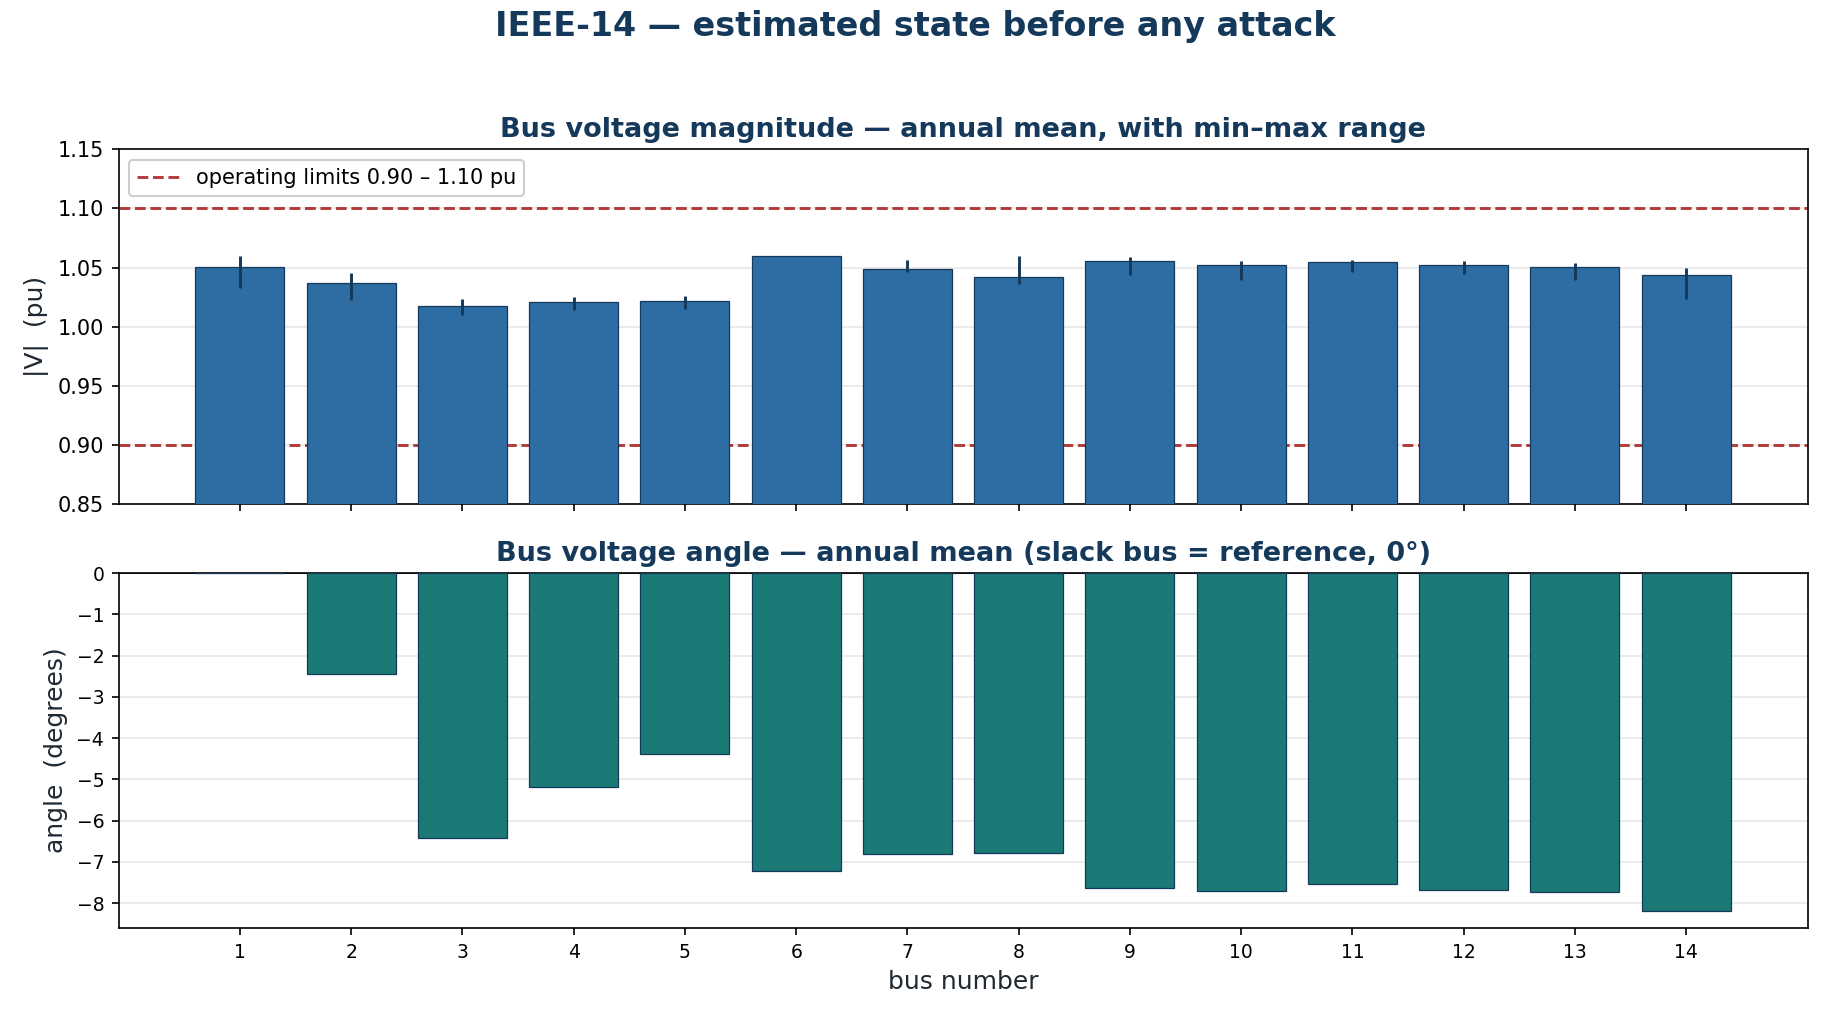 IEEE-14 — estimated state before any attack
Bus voltage magnitude — annual mean, with min–max range
|V| (pu)
1.15
1.10
1.05
1.00
0.95
0.90
0.85
operating limits 0.90 – 1.10 pu
Bus voltage angle — annual mean (slack bus = reference, 0°)
angle (degrees)
0
−1
−2
−3
−4
−5
−6
−7
−8
1 2 3 4 5 6 7 8 9 10 11 12 13 14
bus number